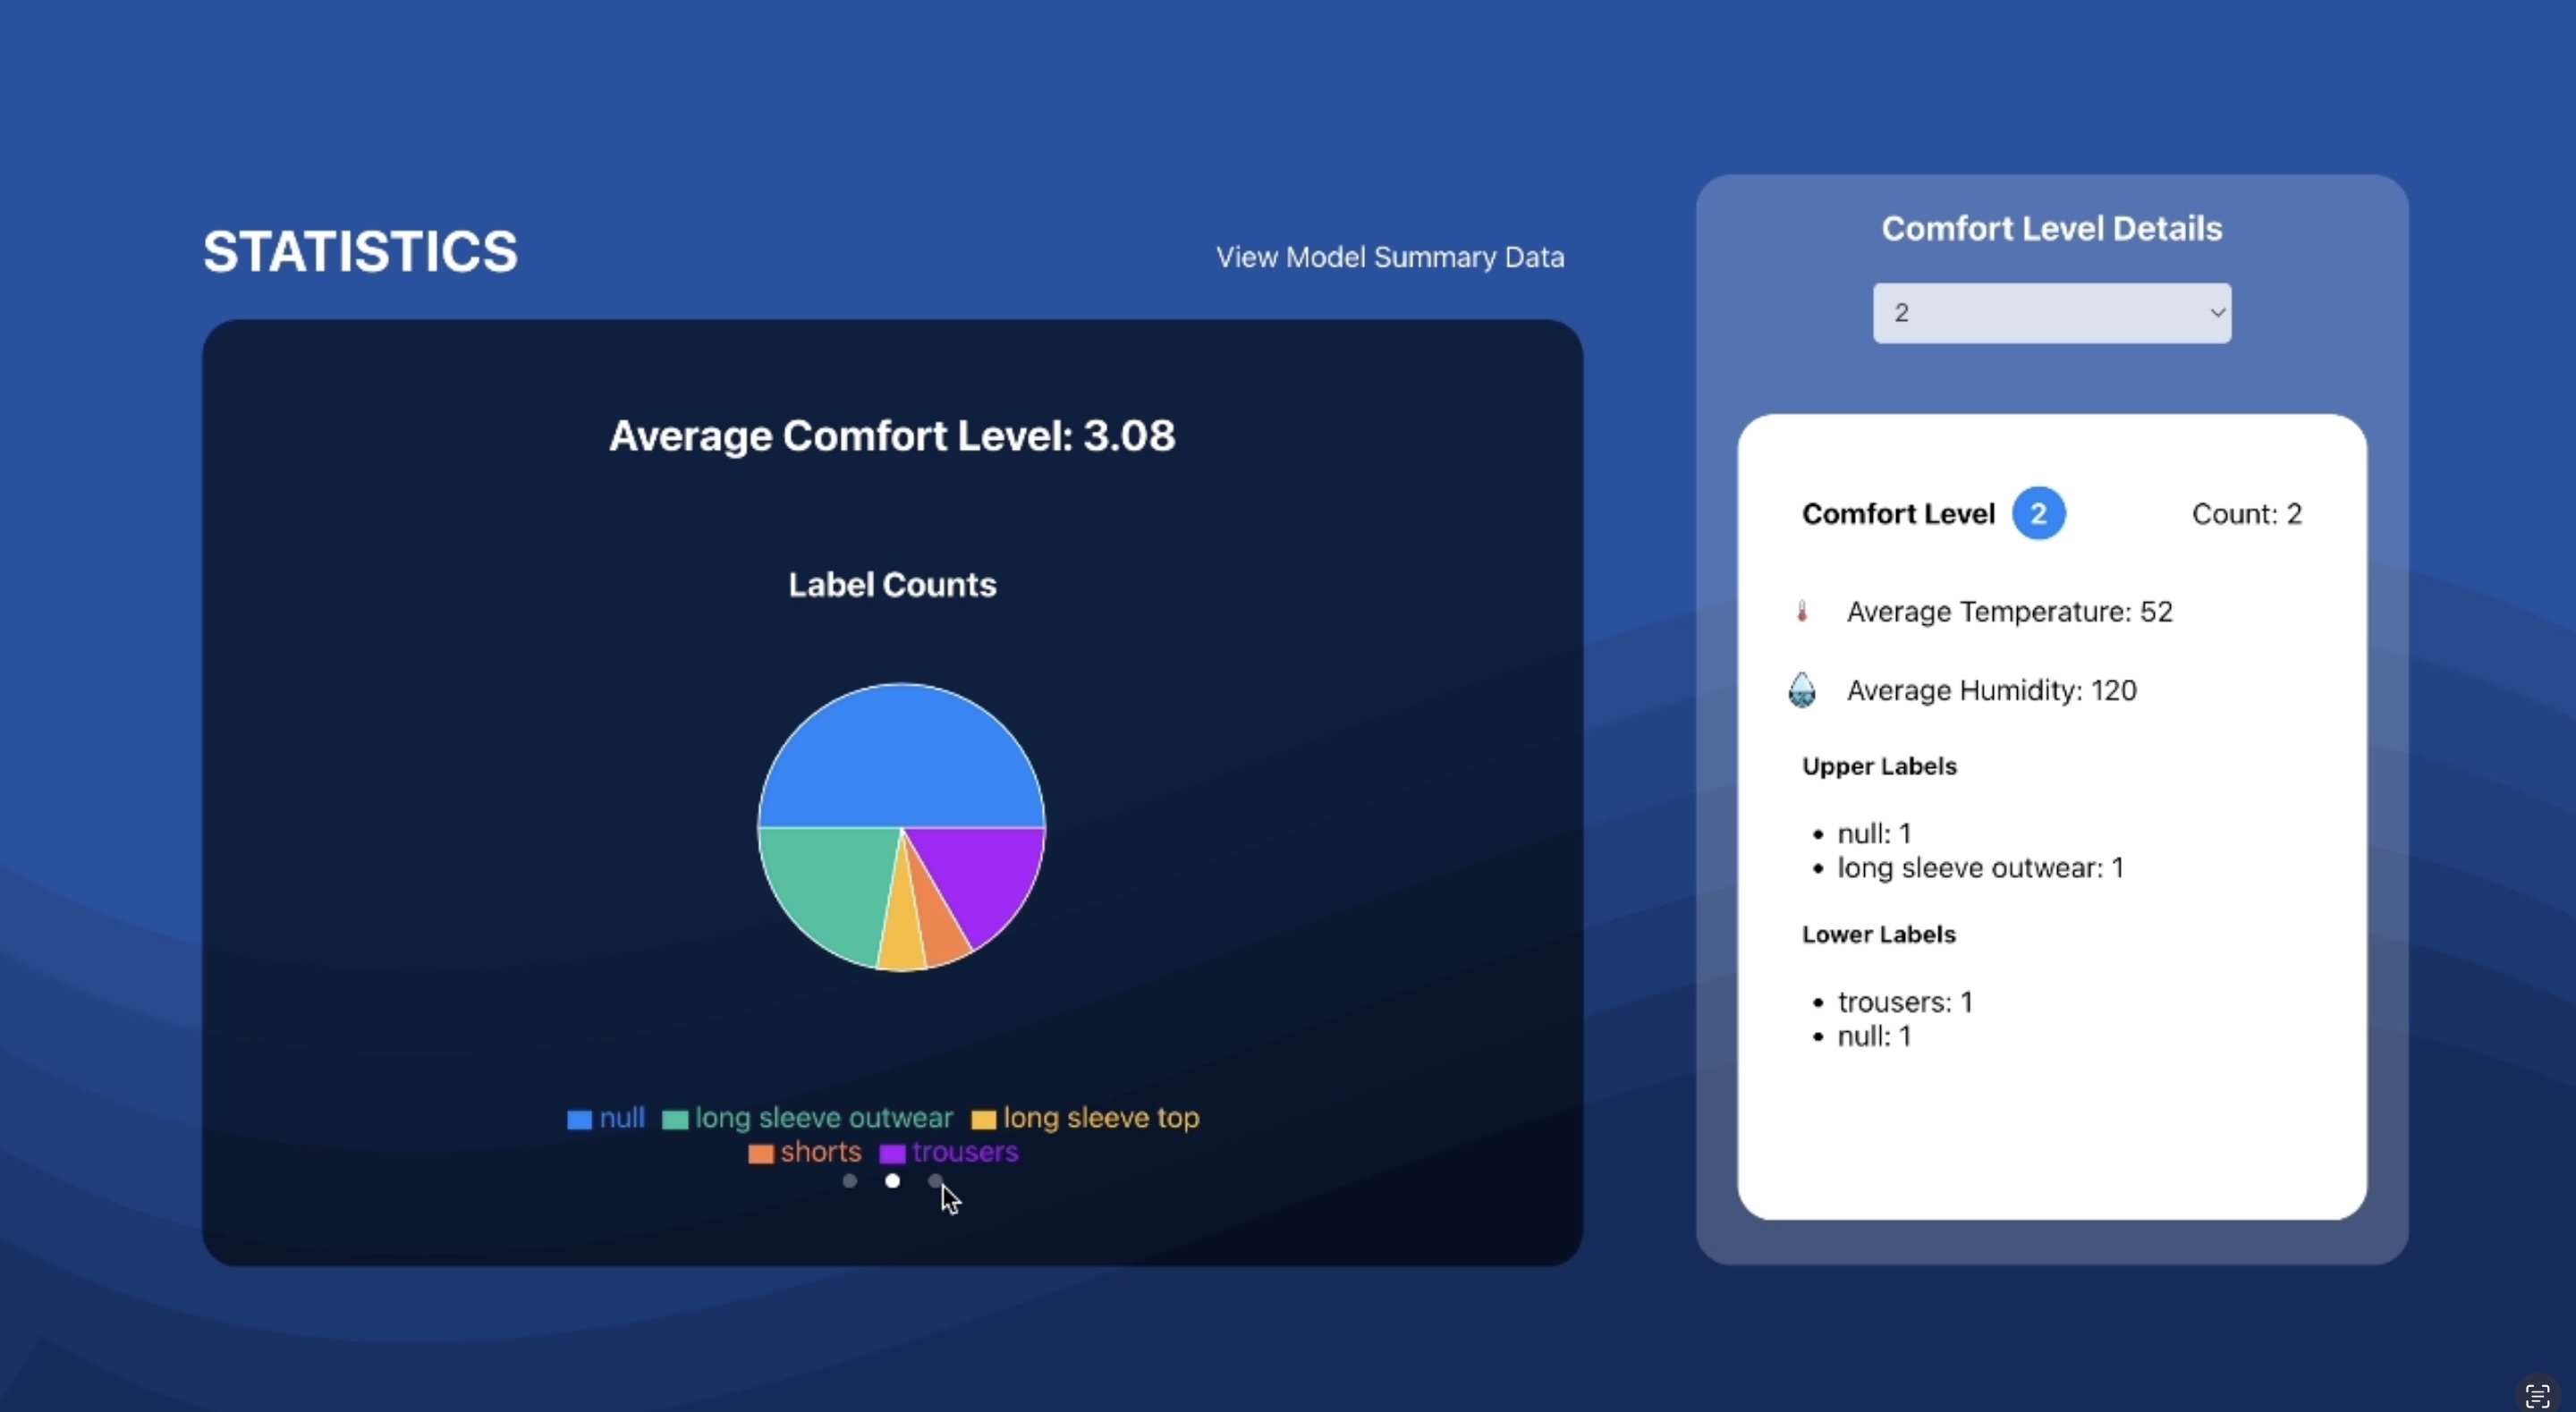 STATISTICS
View Model Summary Data
Average Comfort Level: 3.08
Label Counts
null long sleeve outwear long sleeve top
shorts trousers
Comfort Level Details
2
Comfort Level 2 Count: 2
Average Temperature: 52
Average Humidity: 120
Upper Labels
• null: 1
• long sleeve outwear: 1
Lower Labels
• trousers: 1
• null: 1